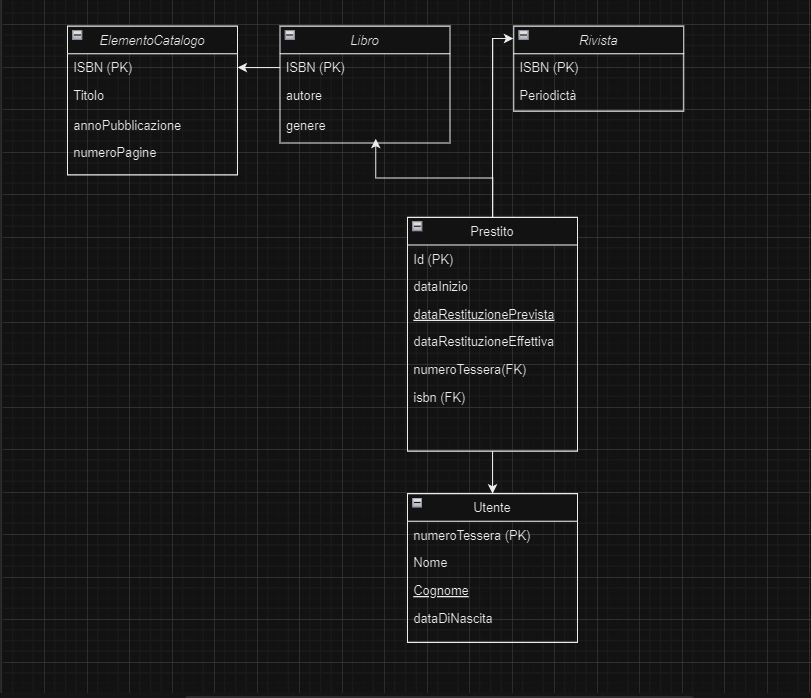 ElementoCatalogo
ISBN (PK)
Titolo
annoPubblicazione
numeroPagine
Libro
ISBN (PK)
autore
genere
Rivista
ISBN (PK)
Periodictà
Prestito
Id (PK)
dataInizio
dataRestituzionePrevista
dataRestituzioneEffettiva
numeroTessera(FK)
isbn (FK)
Utente
numeroTessera (PK)
Nome
Cognome
dataDiNascita